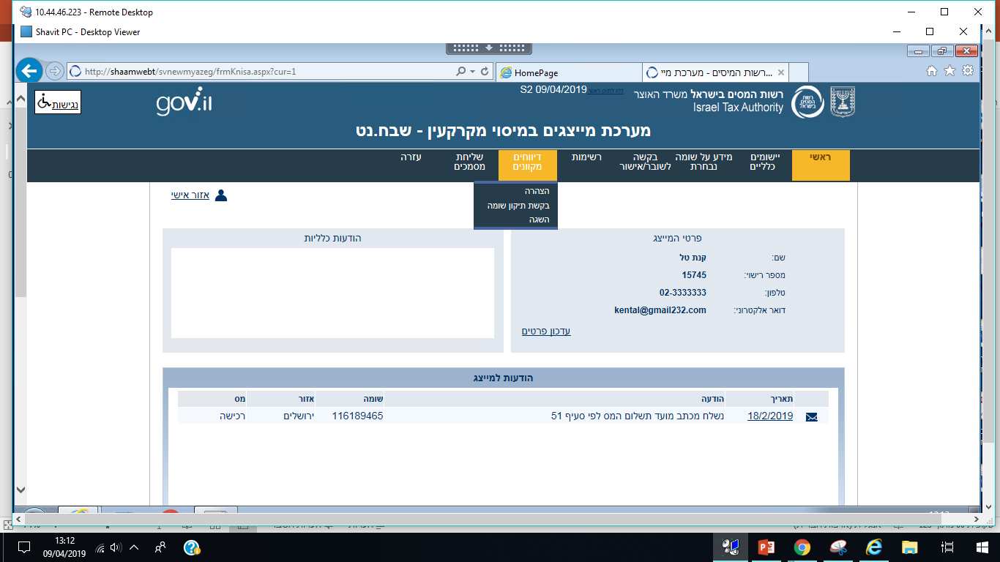 10.44.46.223 - Remote Desktop
Shavit PC - Desktop Viewer
http://shaamwebt/svnewmyazeg/frmKnisa.aspx?cur=1
HomePage
רשות המיסים - מערכת מיי...
נגישות
gov.il
S2 09/04/2019
דלג לתוכן ראשי
רשות המסים בישראל משרד האוצר
Israel Tax Authority
מערכת מייצגים במיסוי מקרקעין - שבח.נט
ראשי
יישומים כלליים
מידע על שומה נבחרת
בקשה לשובר/אישור
רשימות
דיווחים מקוונים
שליחת מסמכים
עזרה
הצהרה
בקשת תיקון שומה
השגה
אזור אישי
פרטי המייצג
שם: קנת טל
מספר רישוי: 15745
טלפון: 02-3333333
דואר אלקטרוני: kental@gmail232.com
עדכון פרטים
הודעות כלליות
הודעות למייצג
תאריך הודעה שומה אזור מס
18/2/2019 נשלח מכתב מועד תשלום המס לפי סעיף 51 116189465 ירושלים רכישה
13:12
09/04/2019